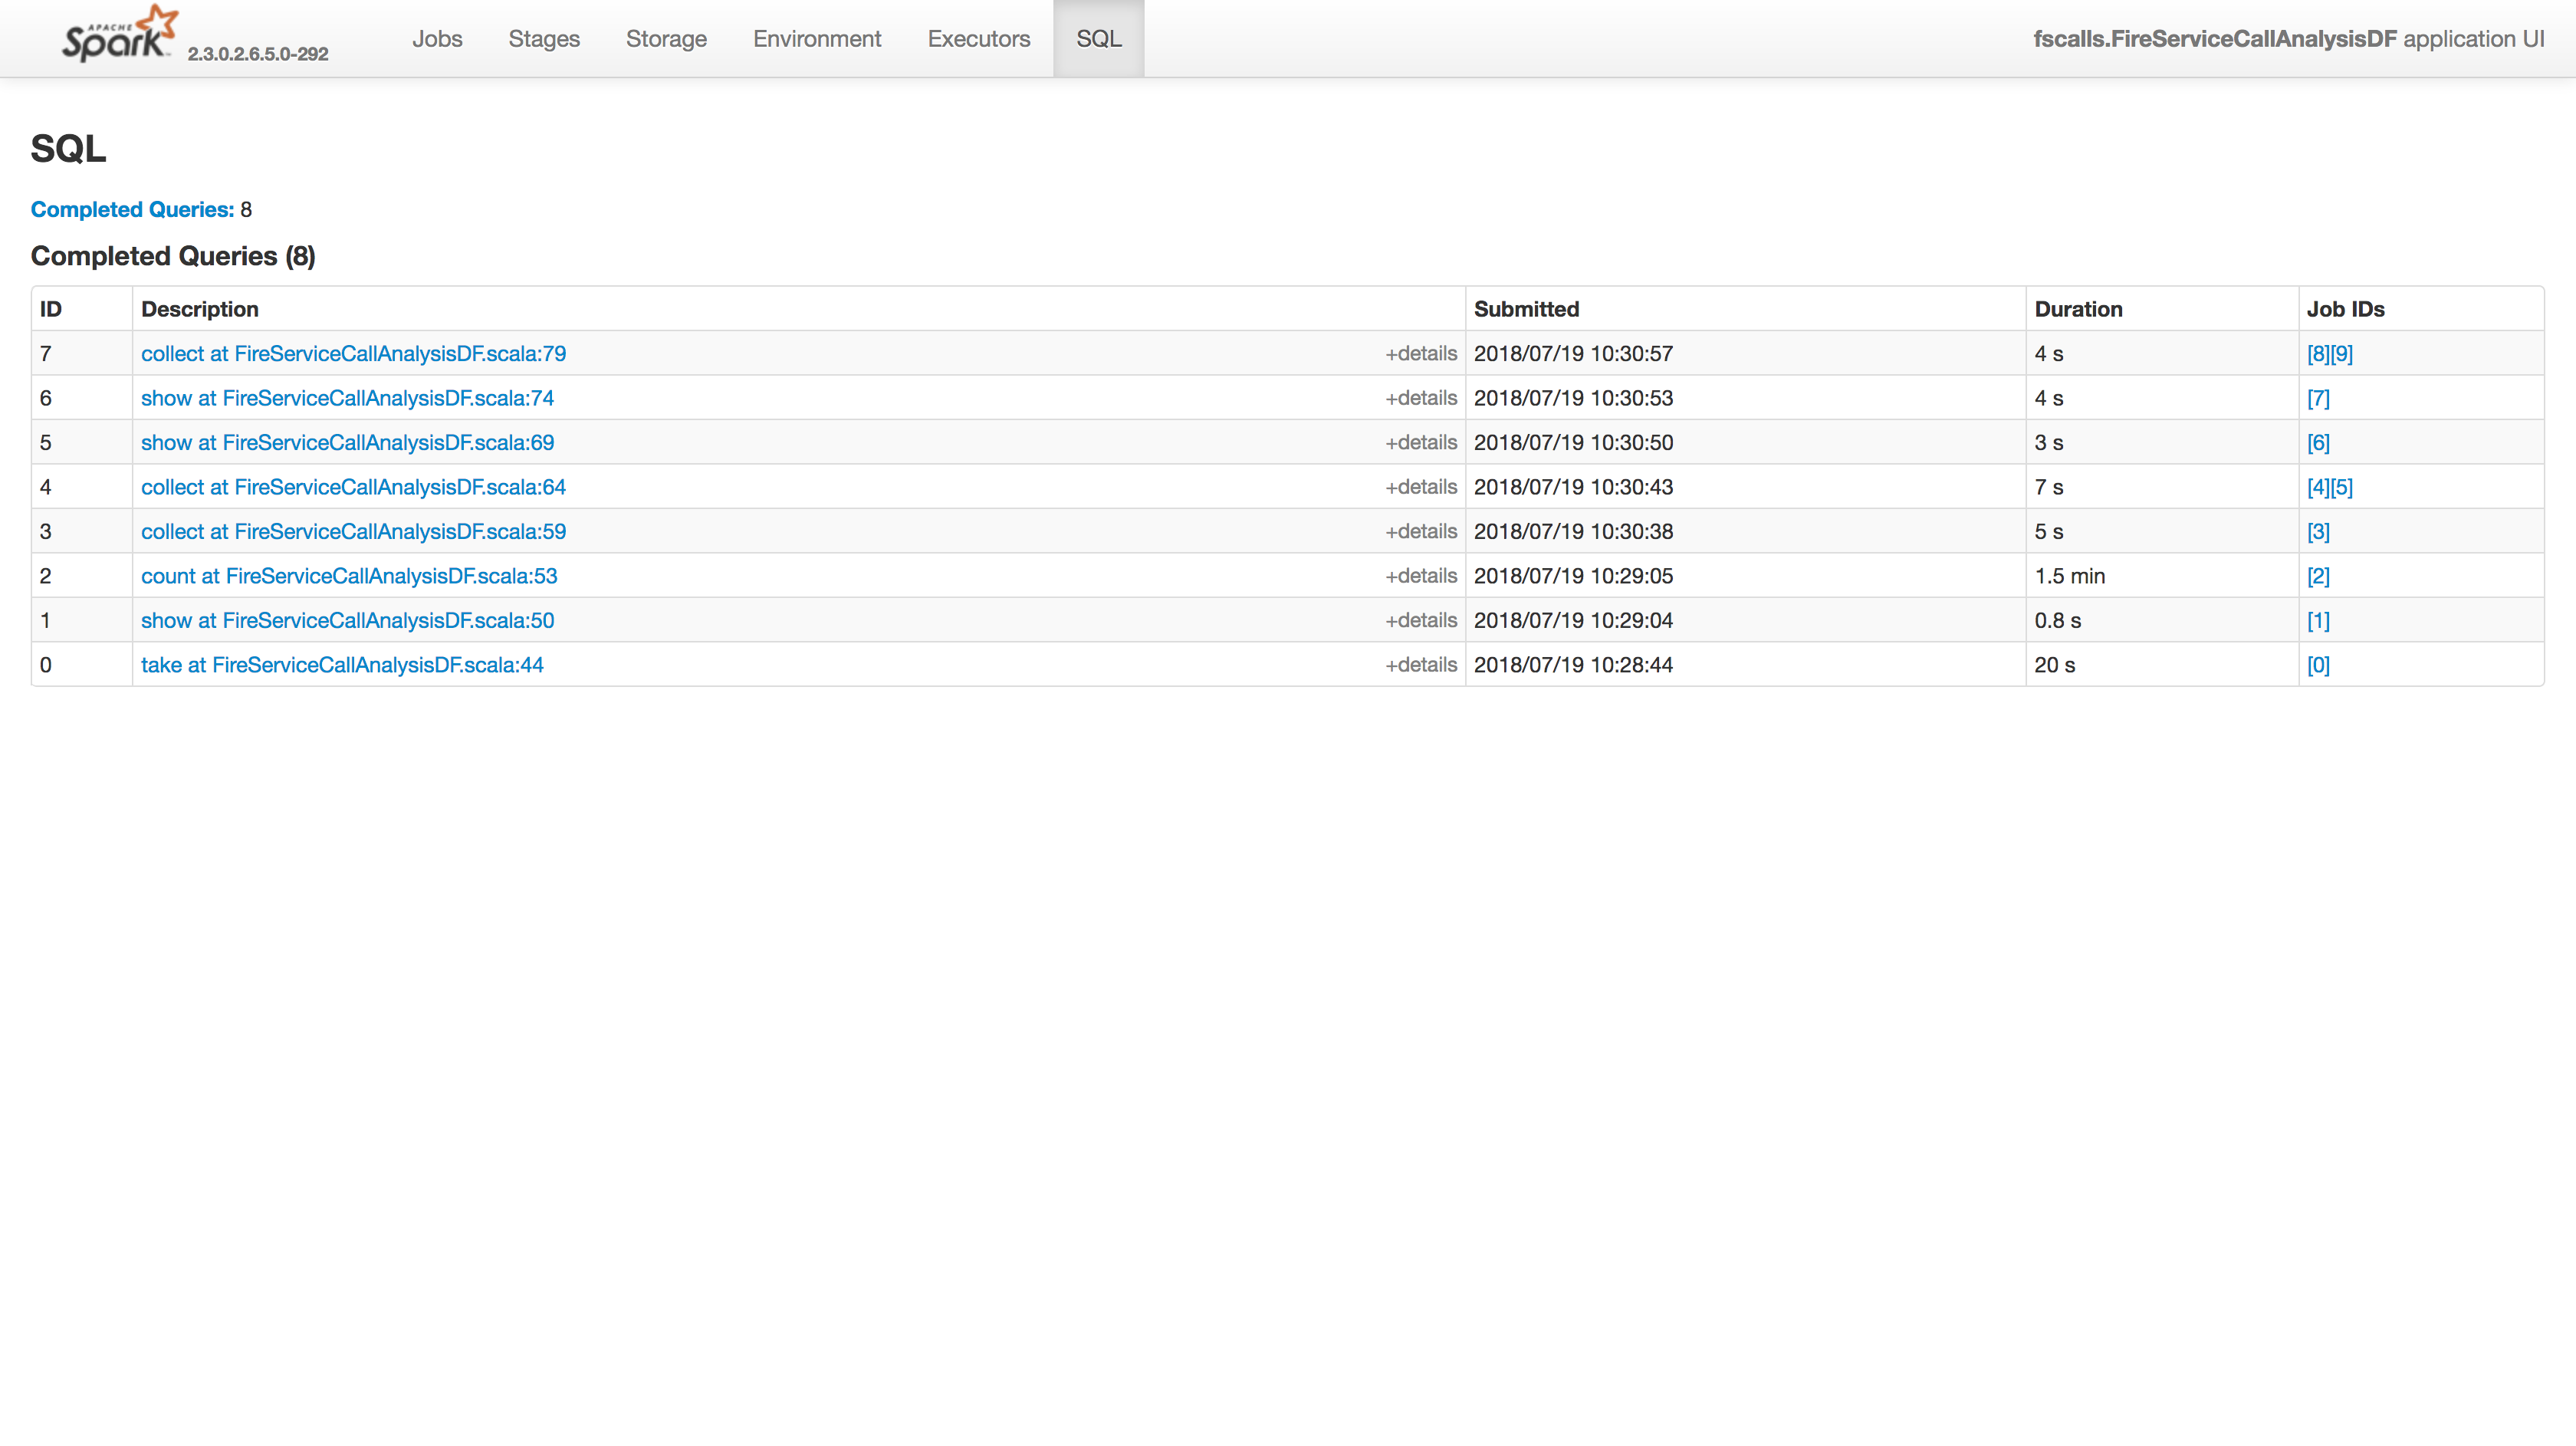 APACHE
Spark 2.3.0.2.6.5.0-292 Jobs Stages Storage Environment Executors SQL fscalls.FireServiceCallAnalysisDF application UI
SQL
Completed Queries: 8
Completed Queries (8)
ID Description Submitted Duration Job IDs
7 collect at FireServiceCallAnalysisDF.scala:79 +details 2018/07/19 10:30:57 4 s [8][9]
6 show at FireServiceCallAnalysisDF.scala:74 +details 2018/07/19 10:30:53 4 s [7]
5 show at FireServiceCallAnalysisDF.scala:69 +details 2018/07/19 10:30:50 3 s [6]
4 collect at FireServiceCallAnalysisDF.scala:64 +details 2018/07/19 10:30:43 7 s [4][5]
3 collect at FireServiceCallAnalysisDF.scala:59 +details 2018/07/19 10:30:38 5 s [3]
2 count at FireServiceCallAnalysisDF.scala:53 +details 2018/07/19 10:29:05 1.5 min [2]
1 show at FireServiceCallAnalysisDF.scala:50 +details 2018/07/19 10:29:04 0.8 s [1]
0 take at FireServiceCallAnalysisDF.scala:44 +details 2018/07/19 10:28:44 20 s [0]